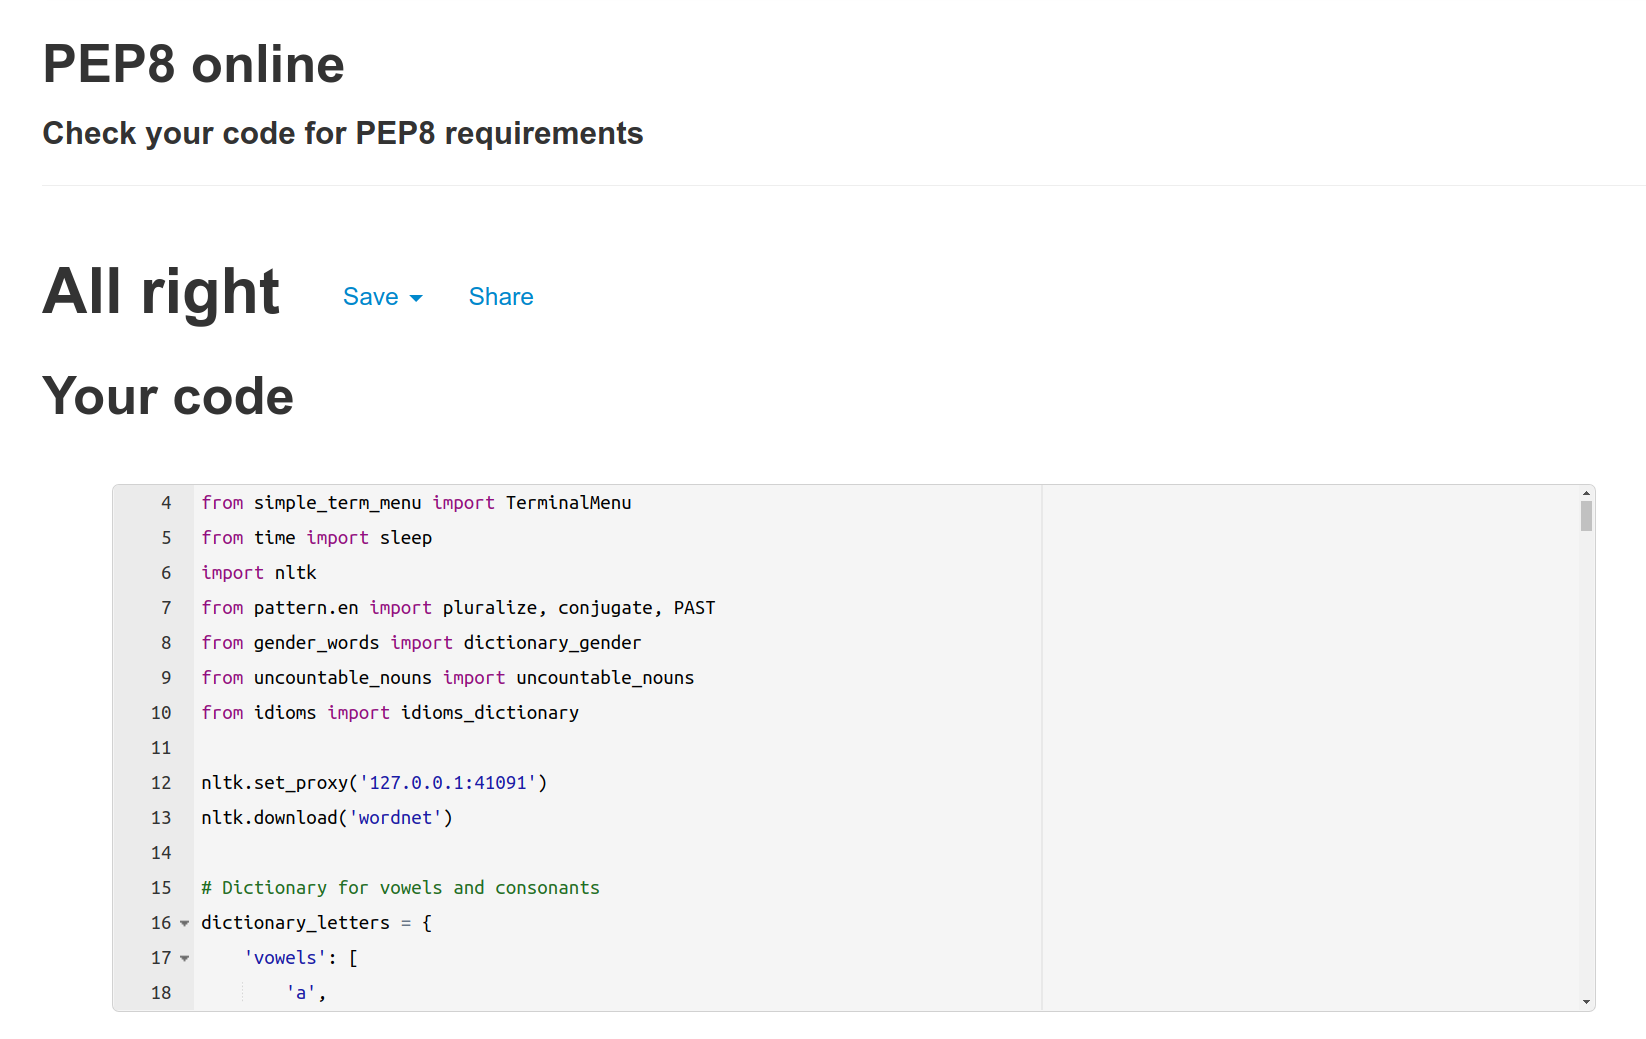 PEP8 online
Check your code for PEP8 requirements
All right Save Share
Your code
4 from simple_term_menu import TerminalMenu
5 from time import sleep
6 import nltk
7 from pattern.en import pluralize, conjugate, PAST
8 from gender_words import dictionary_gender
9 from uncountable_nouns import uncountable_nouns
10 from idioms import idioms_dictionary
11
12 nltk.set_proxy('127.0.0.1:41091')
13 nltk.download('wordnet')
14
15 # Dictionary for vowels and consonants
16 dictionary_letters = {
17 'vowels': [
18 'a',